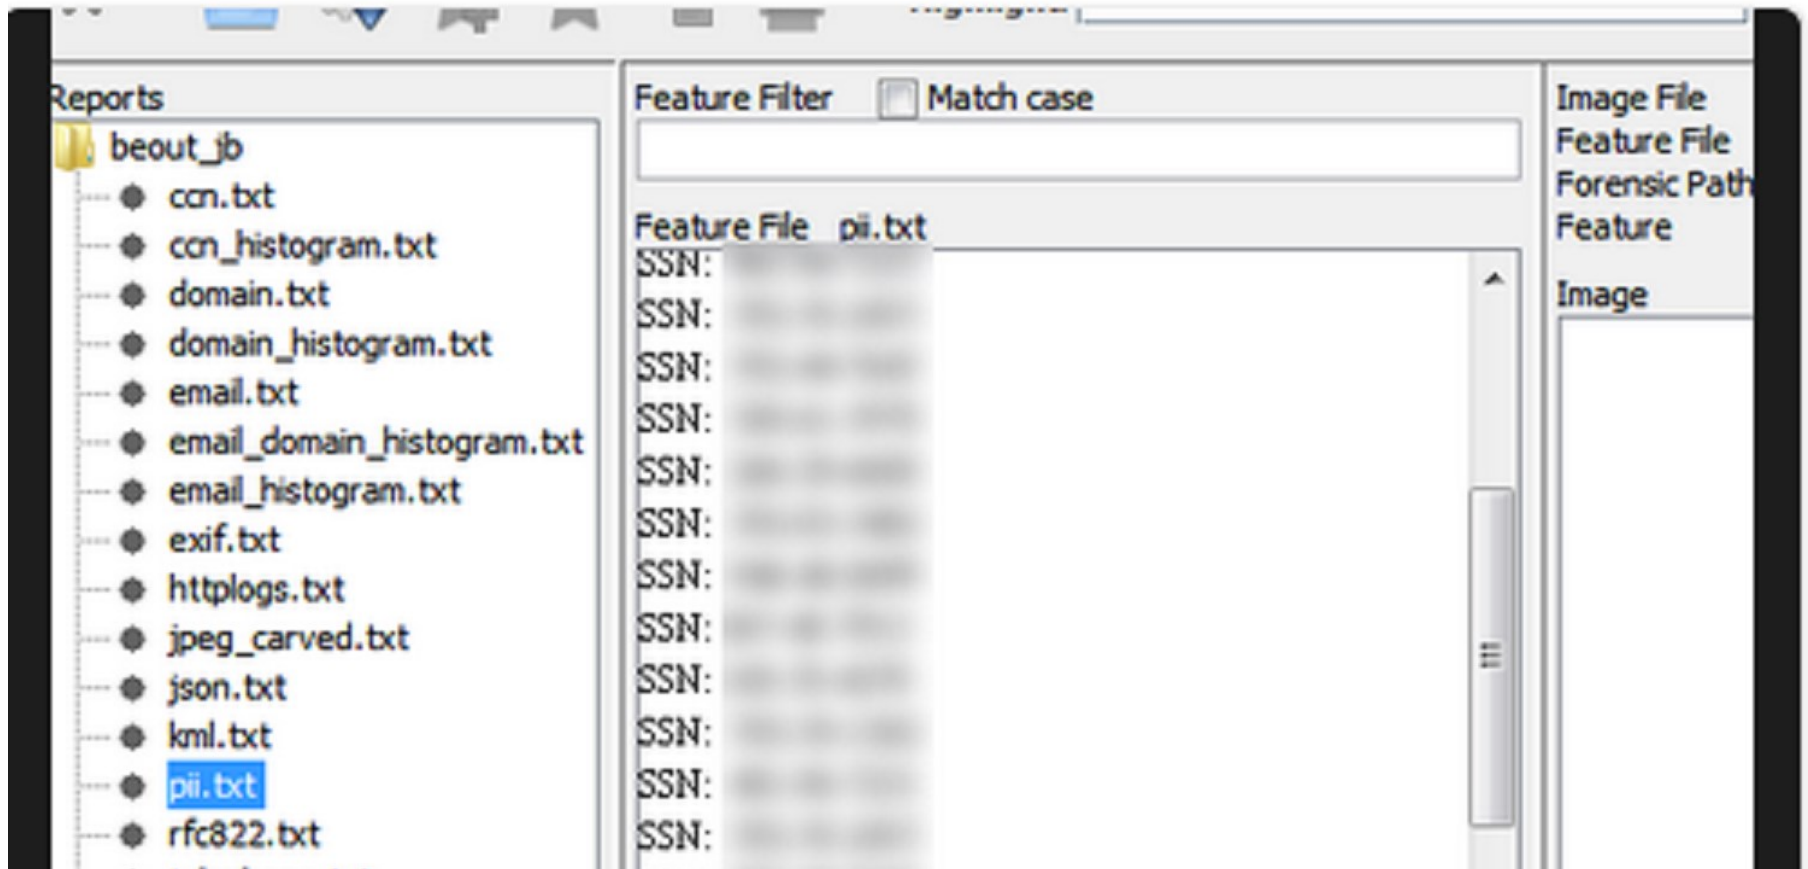 Reports
beout_jb
ccn.txt
ccn_histogram.txt
domain.txt
domain_histogram.txt
email.txt
email_domain_histogram.txt
email_histogram.txt
exif.txt
httplogs.txt
jpeg_carved.txt
json.txt
kml.txt
pii.txt
rfc822.txt
Feature Filter Match case
Feature File pii.txt
SSN:
SSN:
SSN:
SSN:
SSN:
SSN:
SSN:
SSN:
SSN:
SSN:
SSN:
SSN:
Image File
Feature File
Forensic Path
Feature
Image